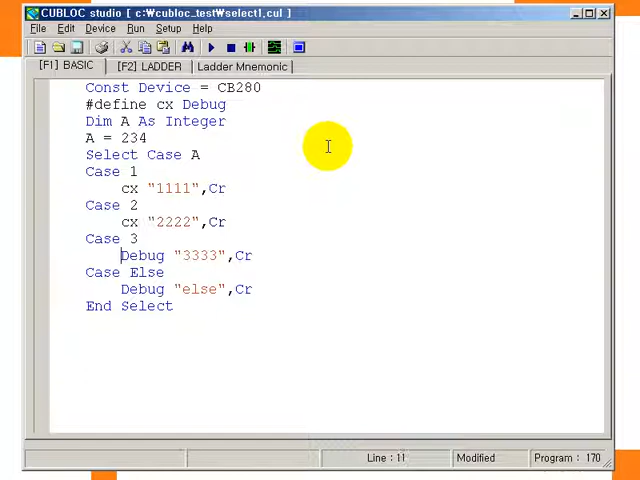 CUBLOC studio [ c:₩cubloc_test₩select1.cul ]
File Edit Device Run Setup Help
[F1] BASIC [F2] LADDER Ladder Mnemonic
Const Device = CB280
#define cx Debug
Dim A As Integer
A = 234
Select Case A
Case 1
cx "1111",Cr
Case 2
cx "2222",Cr
Case 3
Debug "3333",Cr
Case Else
Debug "else",Cr
End Select
Line : 11 Modified Program : 170